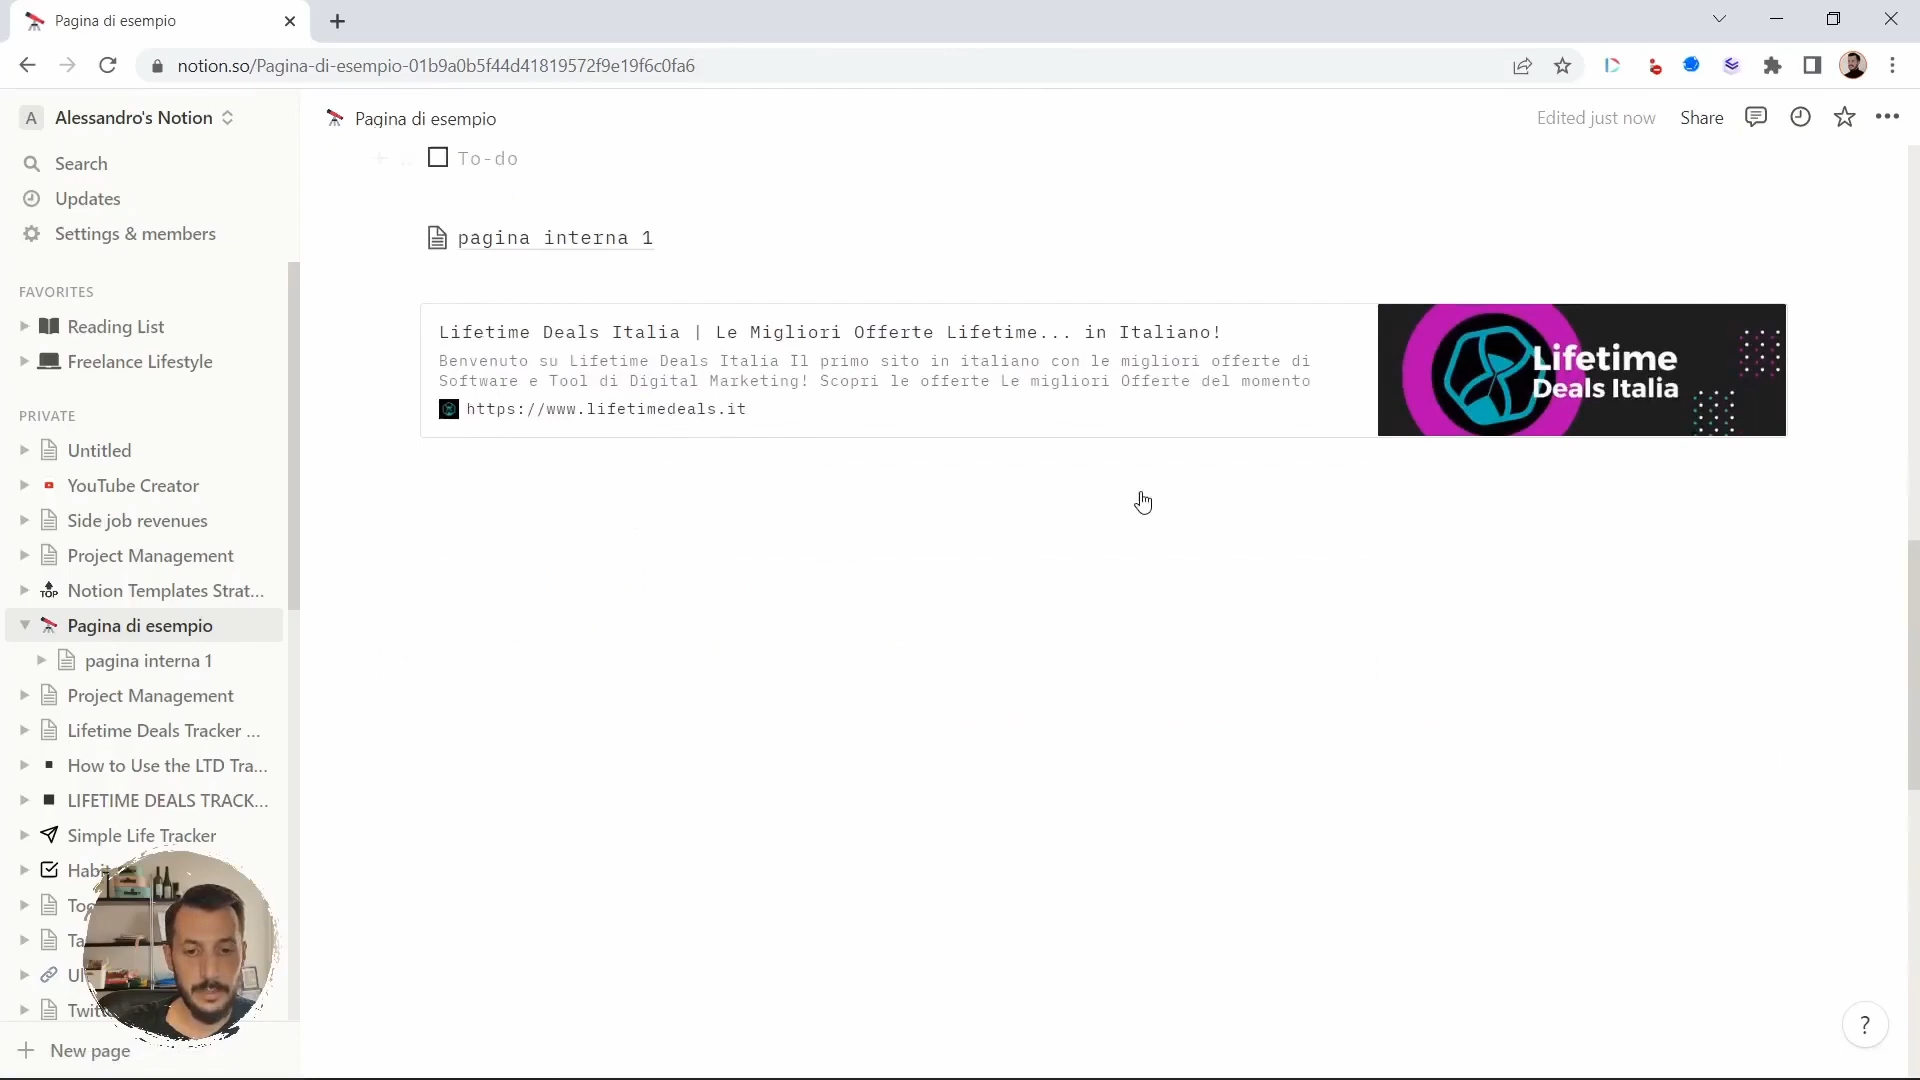 Pagina di esempio
notion.so/Pagina-di-esempio-01b9a0b5f44d41819572f9e19f6c0fa6
A Alessandro's Notion
Pagina di esempio
Edited just now
Share
Search
Updates
Settings & members
FAVORITES
Reading List
Freelance Lifestyle
PRIVATE
Untitled
YouTube Creator
Side job revenues
Project Management
TOP Notion Templates Strat...
Pagina di esempio
pagina interna 1
Project Management
Lifetime Deals Tracker ...
How to Use the LTD Tra...
LIFETIME DEALS TRACK...
Simple Life Tracker
New page
To-do
pagina interna 1
Lifetime Deals Italia | Le Migliori Offerte Lifetime... in Italiano!
Benvenuto su Lifetime Deals Italia Il primo sito in italiano con le migliori offerte di
Software e Tool di Digital Marketing! Scopri le offerte Le migliori Offerte del momento
https://www.lifetimedeals.it
Lifetime
Deals Italia
?